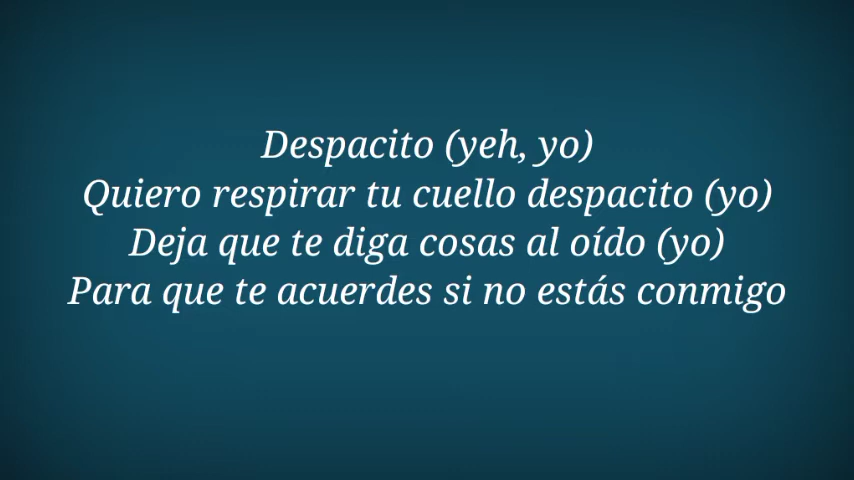 Despacito (yeh, yo)
Quiero respirar tu cuello despacito (yo)
Deja que te diga cosas al oído (yo)
Para que te acuerdes si no estás conmigo